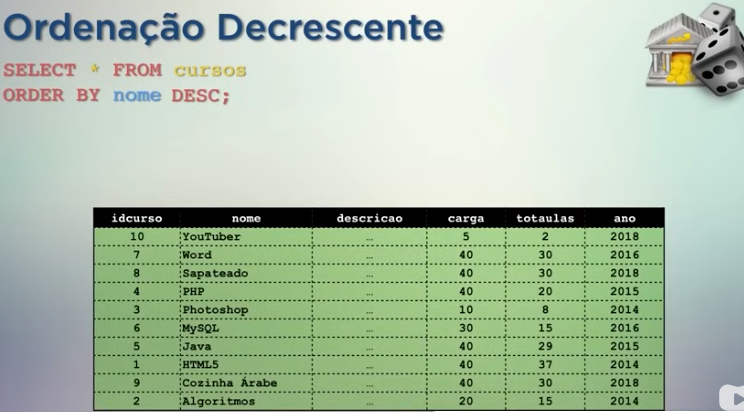 Ordenação Decrescente
SELECT * FROM cursos
ORDER BY nome DESC;
idcurso nome descricao carga totaulas ano
10 YouTuber ... 5 2 2018
7 Word ... 40 30 2016
8 Sapateado ... 40 30 2018
4 PHP ... 40 20 2015
3 Photoshop ... 10 8 2014
6 MySQL ... 30 15 2016
5 Java ... 40 29 2015
1 HTML5 ... 40 37 2014
9 Cozinha Árabe ... 40 30 2018
2 Algoritmos ... 20 15 2014